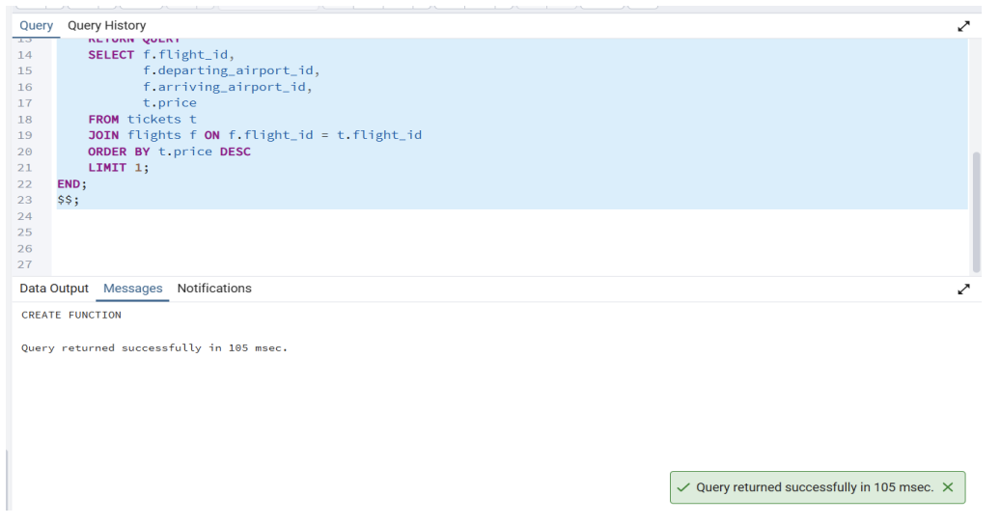 Query Query History
13 RETURN QUERY
14 SELECT f.flight_id,
15 f.departing_airport_id,
16 f.arriving_airport_id,
17 t.price
18 FROM tickets t
19 JOIN flights f ON f.flight_id = t.flight_id
20 ORDER BY t.price DESC
21 LIMIT 1;
22 END;
23 $$;
24
25
26
27
Data Output Messages Notifications
CREATE FUNCTION
Query returned successfully in 105 msec.
Query returned successfully in 105 msec.